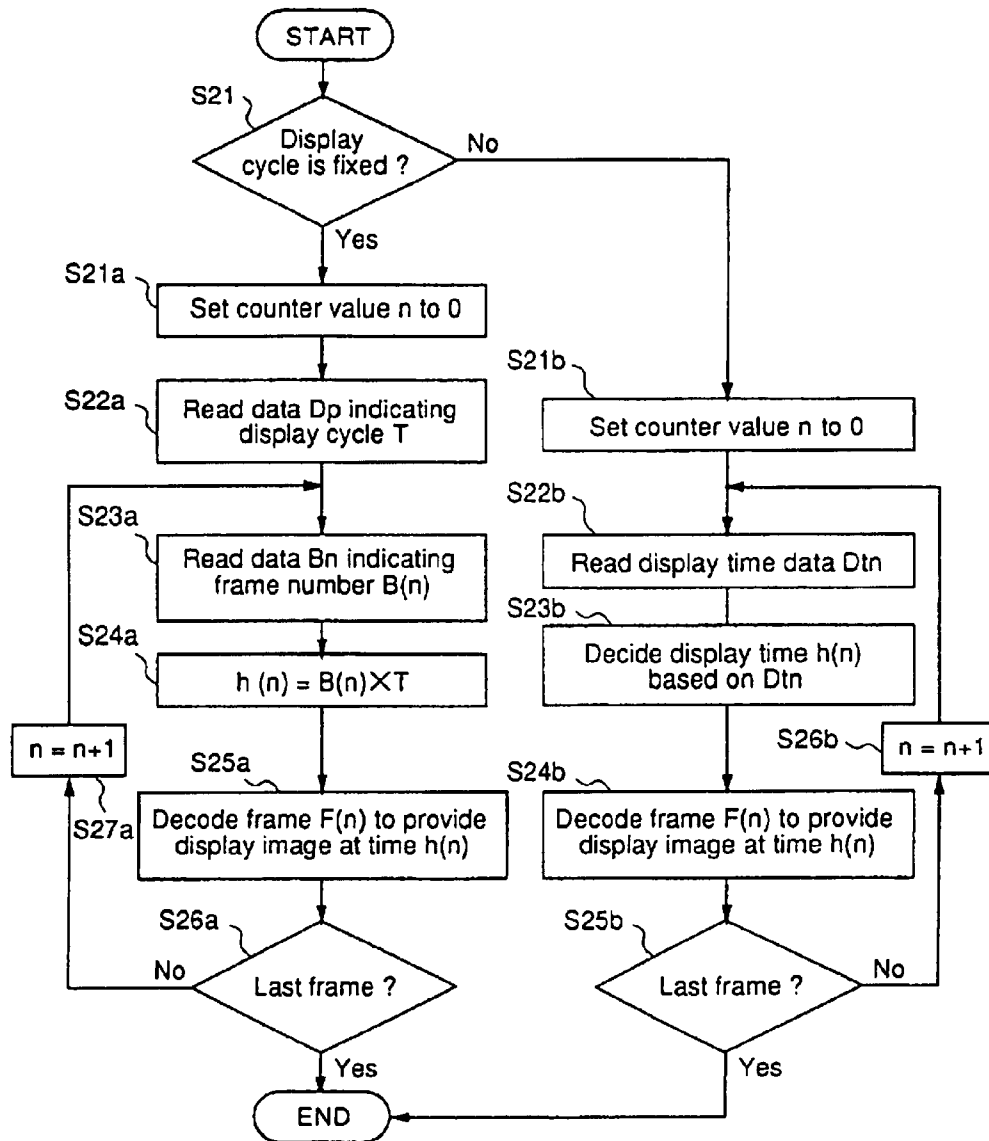 START
S21
Display
cycle is fixed ?
No
Yes
S21a
Set counter value n to 0
S22a
Read data Dp indicating
display cycle T
S23a
Read data Bn indicating
frame number B(n)
S24a
h (n) = B(n)×T
n = n+1
S27a
S25a
Decode frame F(n) to provide
display image at time h(n)
S26a
Last frame ?
No
Yes
S21b
Set counter value n to 0
S22b
Read display time data Dtn
S23b
Decide display time h(n)
based on Dtn
S26b
n = n+1
S24b
Decode frame F(n) to provide
display image at time h(n)
S25b
Last frame ?
No
Yes
END